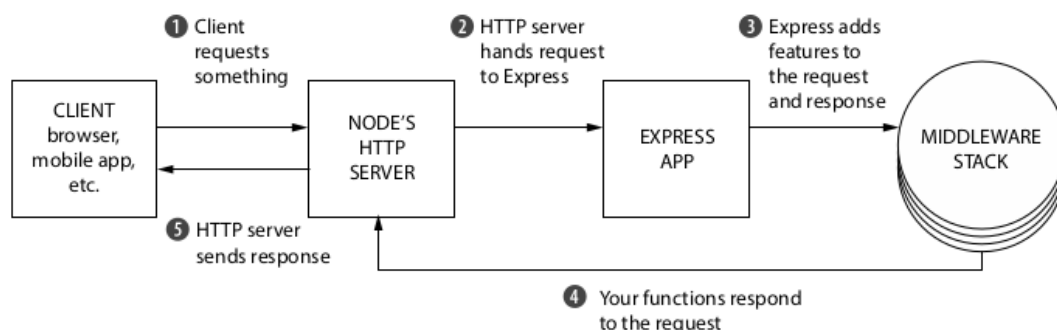 1 Client
requests
something
2 HTTP server
hands request
to Express
3 Express adds
features to
the request
and response
CLIENT
browser,
mobile app,
etc.
NODE’S
HTTP
SERVER
EXPRESS
APP
MIDDLEWARE
STACK
5 HTTP server
sends response
4 Your functions respond
to the request